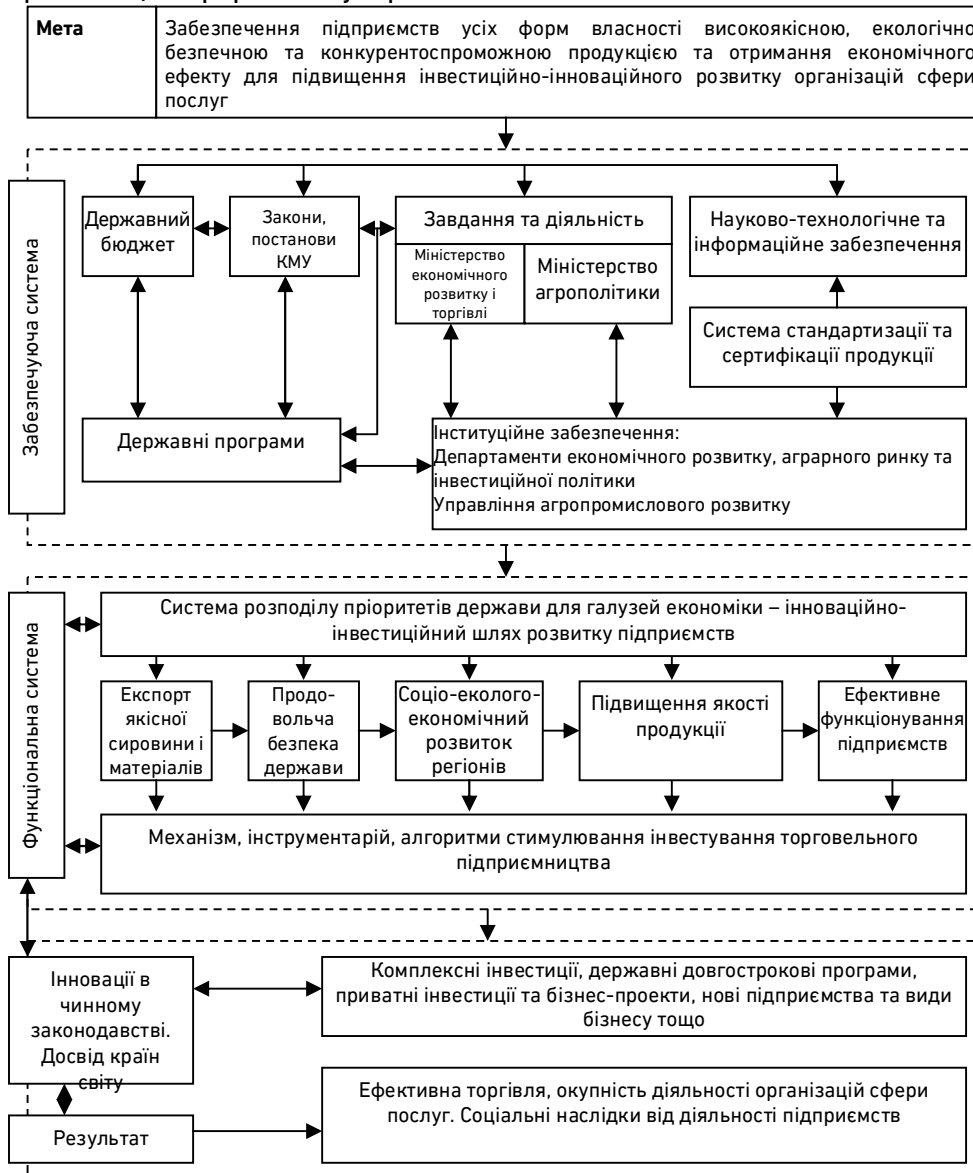 Мета
Забезпечення підприємств усіх форм власності високоякісною, екологічно
безпечною та конкурентоспроможною продукцією та отримання економічного
ефекту для підвищення інвестиційно-інноваційного розвитку організацій сфери
послуг
Забезпечуюча система
Державний
бюджет
Закони,
постанови
КМУ
Завдання та діяльність
Міністерство
економічного
розвитку і
торгівлі
Міністерство
агрополітики
Науково-технологічне та
інформаційне забезпечення
Система стандартизації та
сертифікації продукції
Державні програми
Інституційне забезпечення:
Департаменти економічного розвитку, аграрного ринку та
інвестиційної політики
Управління агропромислового розвитку
Функціональна система
Система розподілу пріоритетів держави для галузей економіки – інноваційно-
інвестиційний шлях розвитку підприємств
Експорт
якісної
сировини і
матеріалів
Продо-
вольча
безпека
держави
Соціо-еколого-
економічний
розвиток
регіонів
Підвищення якості
продукції
Ефективне
функціонування
підприємств
Механізм, інструментарій, алгоритми стимулювання інвестування торговельного
підприємництва
Інновації в
чинному
законодавстві.
Досвід країн
світу
Комплексні інвестиції, державні довгострокові програми,
приватні інвестиції та бізнес-проекти, нові підприємства та види
бізнесу тощо
Результат
Ефективна торгівля, окупність діяльності організацій сфери
послуг. Соціальні наслідки від діяльності підприємств